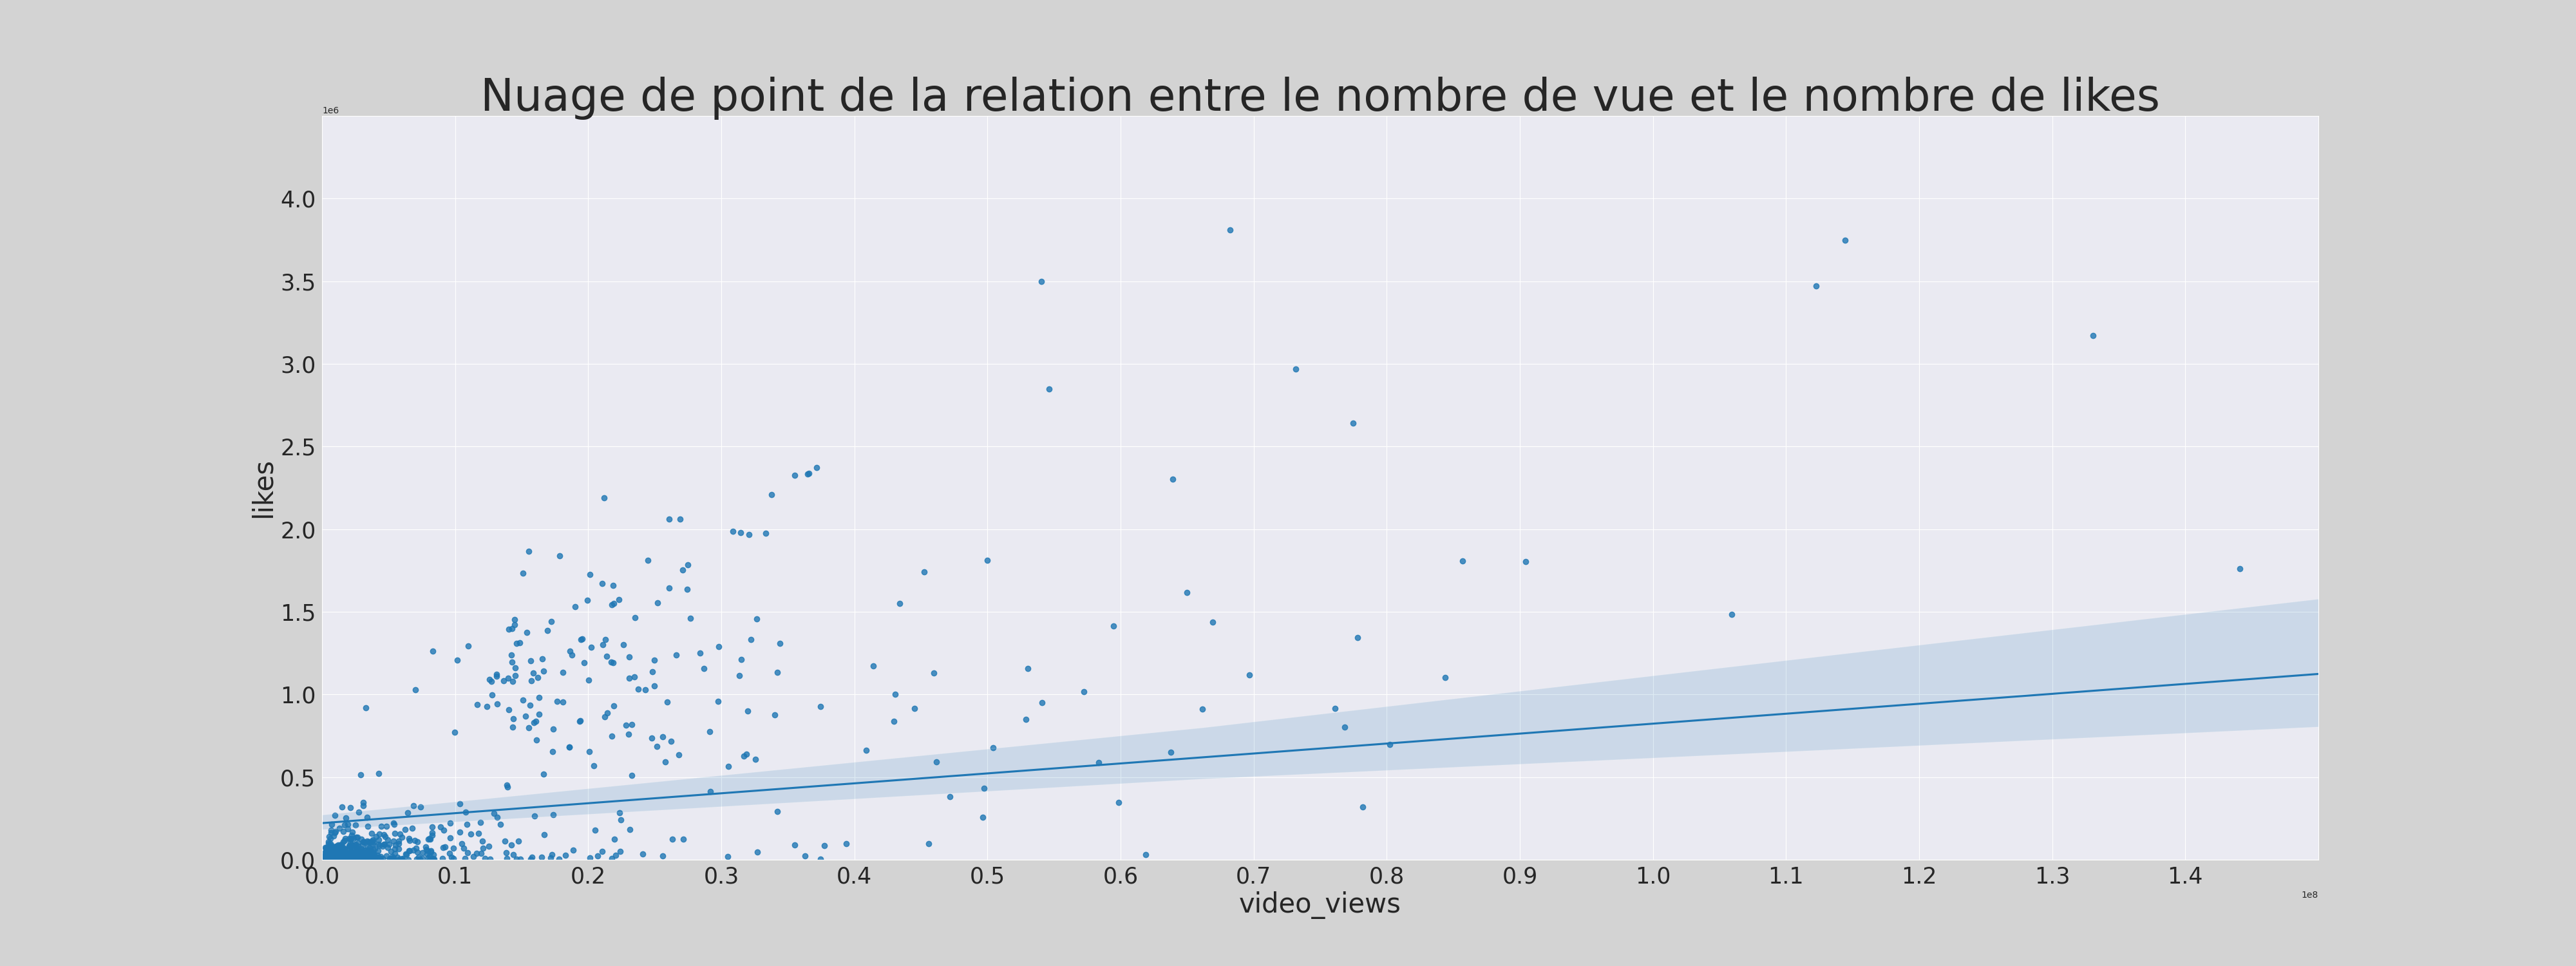 Nuage de point de la relation entre le nombre de vue et le nombre de likes
1e6
4.0
3.5
3.0
2.5
2.0
1.5
1.0
0.5
0.0
likes
0.0 0.1 0.2 0.3 0.4 0.5 0.6 0.7 0.8 0.9 1.0 1.1 1.2 1.3 1.4
1e8
video_views